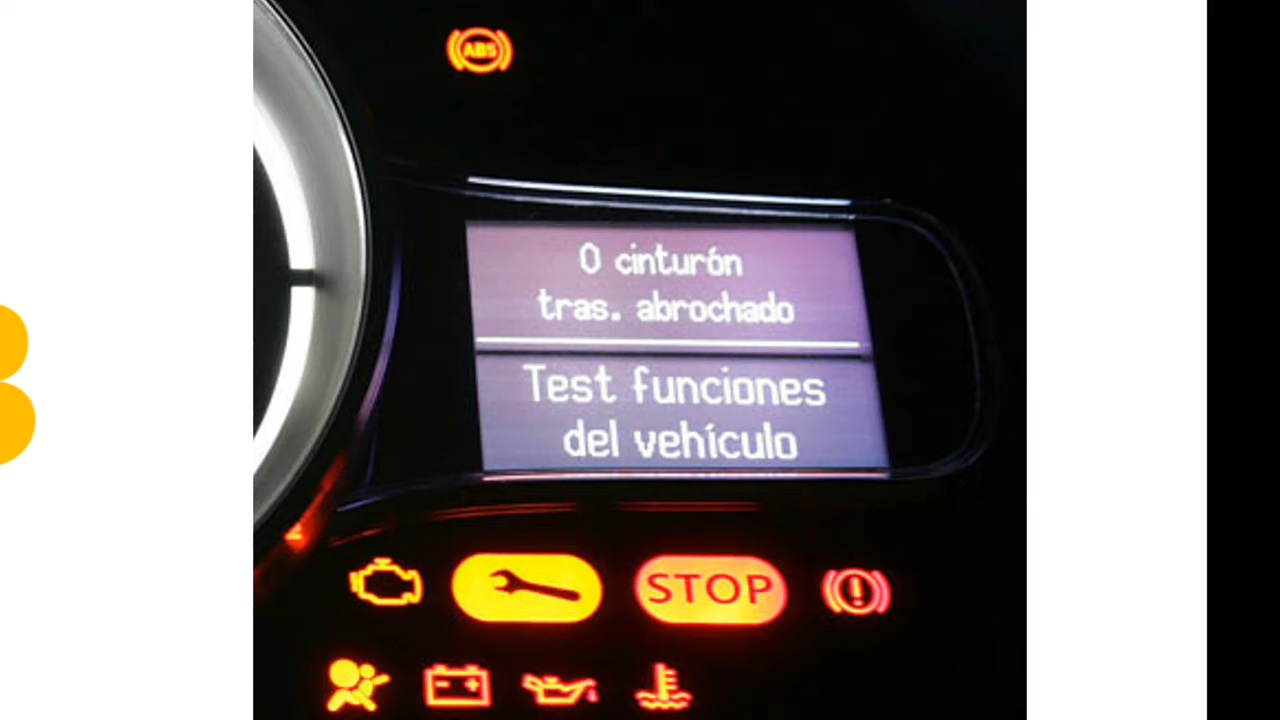 ABS
0 cinturón
tras. abrochado
Test funciones
del vehículo
STOP